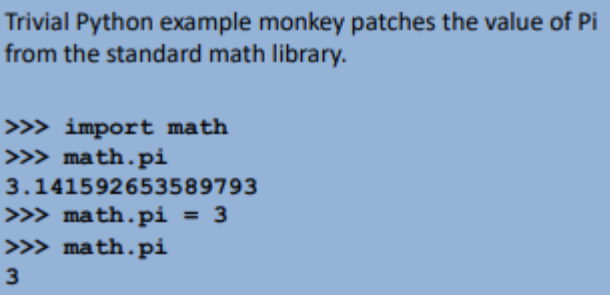 Trivial Python example monkey patches the value of Pi
from the standard math library.
>>> import math
>>> math.pi
3.141592653589793
>>> math.pi = 3
>>> math.pi
3